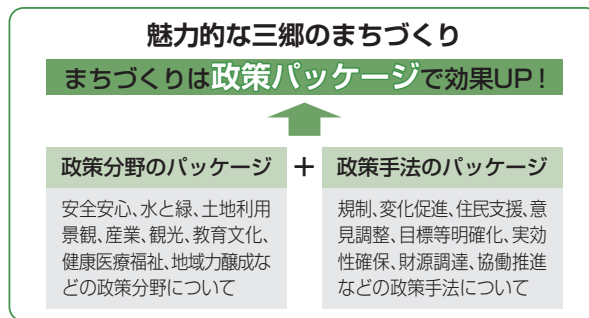 魅力的な三郷のまちづくり
まちづくりは政策パッケージで効果UP！
政策分野のパッケージ
＋
政策手法のパッケージ
安全安心、水と緑、土地利用
景観、産業、観光、教育文化、
健康医療福祉、地域力醸成な
どの政策分野について
規制、変化促進、住民支援、意
見調整、目標等明確化、実効
性確保、財源調達、協働推進
などの政策手法について